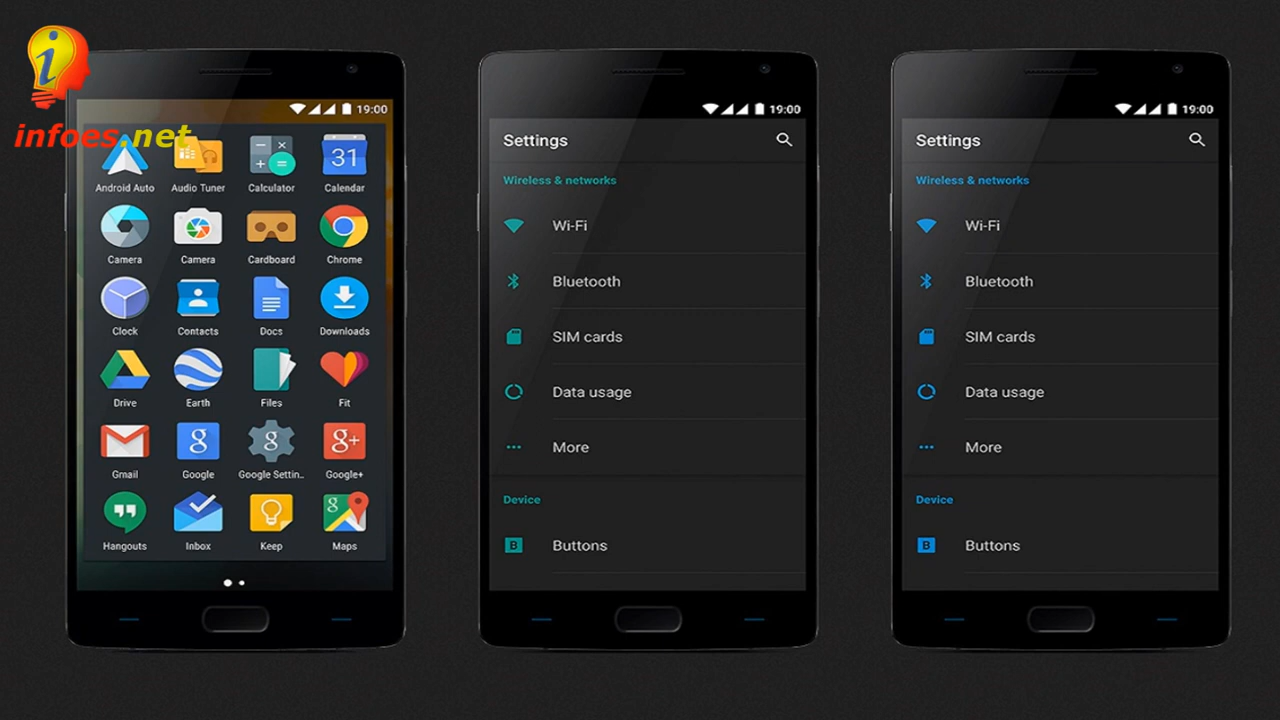 i
infoes.net
19:00
31
Android Auto Audio Tuner Calculator Calendar
Camera Camera Cardboard Chrome
Clock Contacts Docs Downloads
Drive Earth Files Fit
g g g+
Gmail Google Google Settin.. Google+
g
Hangouts Inbox Keep Maps
19:00
Settings
Wireless & networks
Wi-Fi
Bluetooth
SIM cards
Data usage
More
Device
B Buttons
19:00
Settings
Wireless & networks
Wi-Fi
Bluetooth
SIM cards
Data usage
More
Device
B Buttons